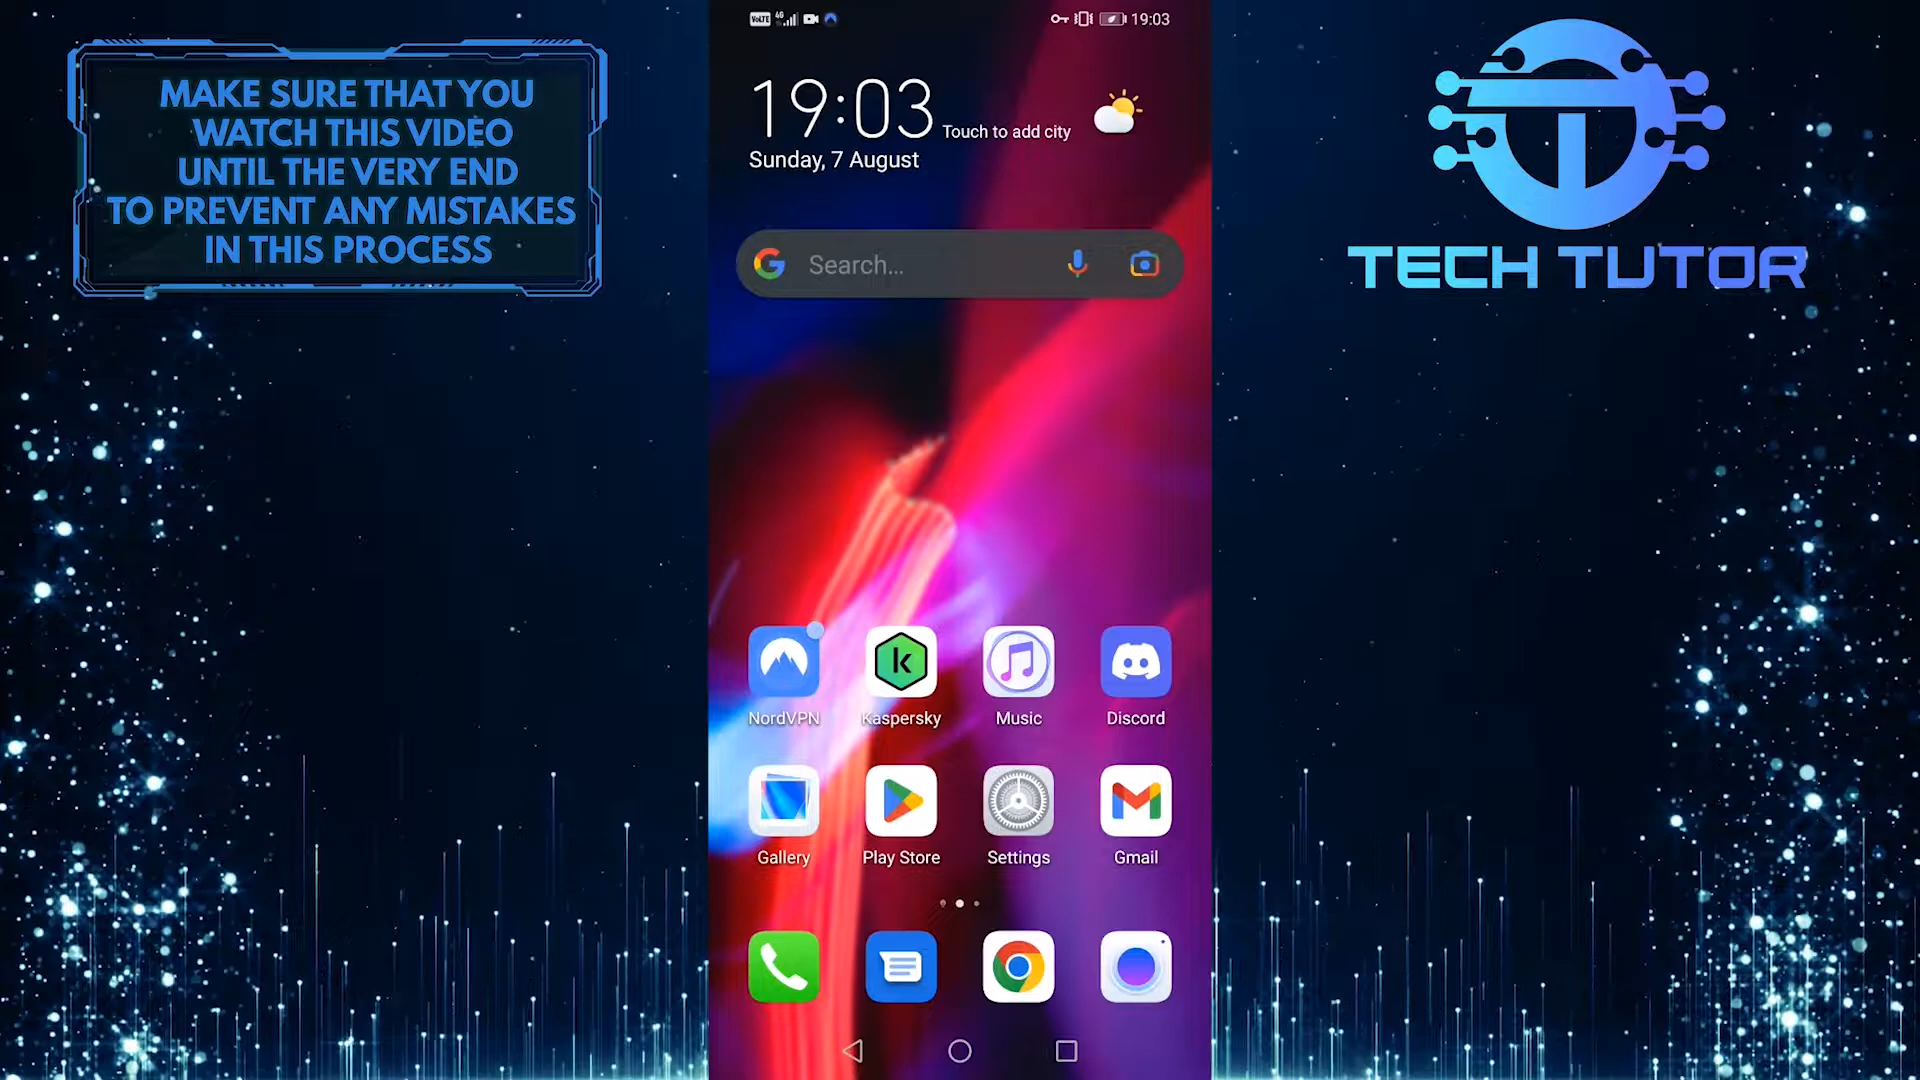 MAKE SURE THAT YOU
WATCH THIS VIDEO
UNTIL THE VERY END
TO PREVENT ANY MISTAKES
IN THIS PROCESS
VoLTE 4G 19:03
19:03 Touch to add city
Sunday, 7 August
Search...
TECH TUTOR
NordVPN Kaspersky Music Discord
Gallery Play Store Settings Gmail